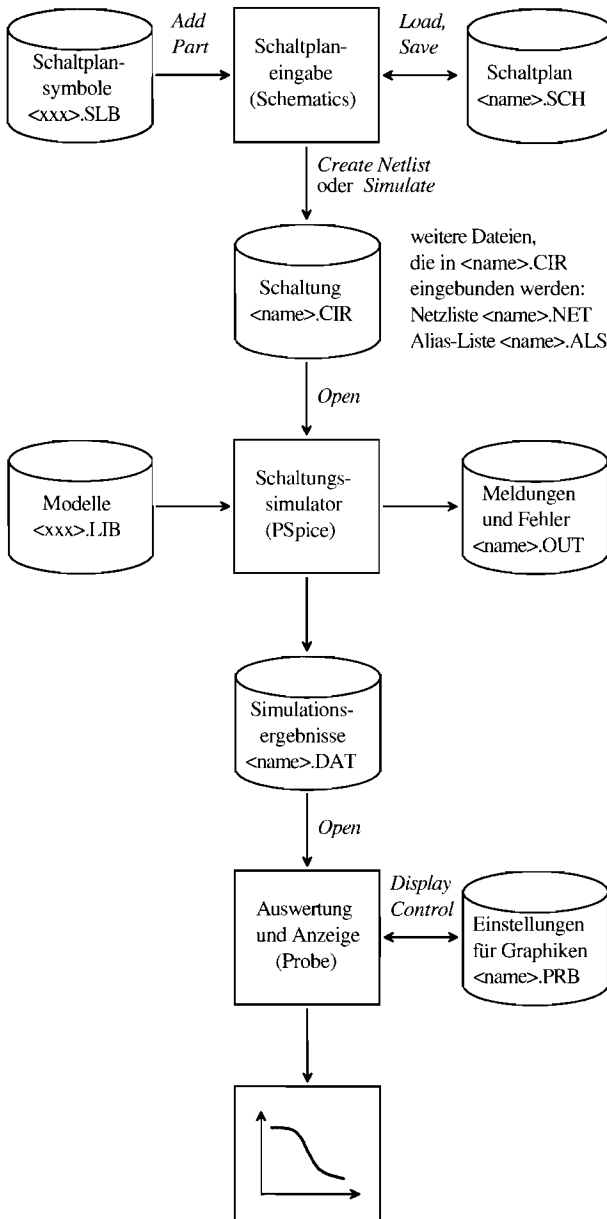 Schaltplan-
symbole
<xxx>.SLB
Add
Part
Schaltplan-
eingabe
(Schematics)
Load,
Save
Schaltplan
<name>.SCH
Create Netlist
oder Simulate
Schaltung
<name>.CIR
weitere Dateien,
die in <name>.CIR
eingebunden werden:
Netzliste <name>.NET
Alias-Liste <name>.ALS
Open
Modelle
<xxx>.LIB
Schaltungs-
simulator
(PSpice)
Meldungen
und Fehler
<name>.OUT
Simulations-
ergebnisse
<name>.DAT
Open
Auswertung
und Anzeige
(Probe)
Display
Control
Einstellungen
für Graphiken
<name>.PRB